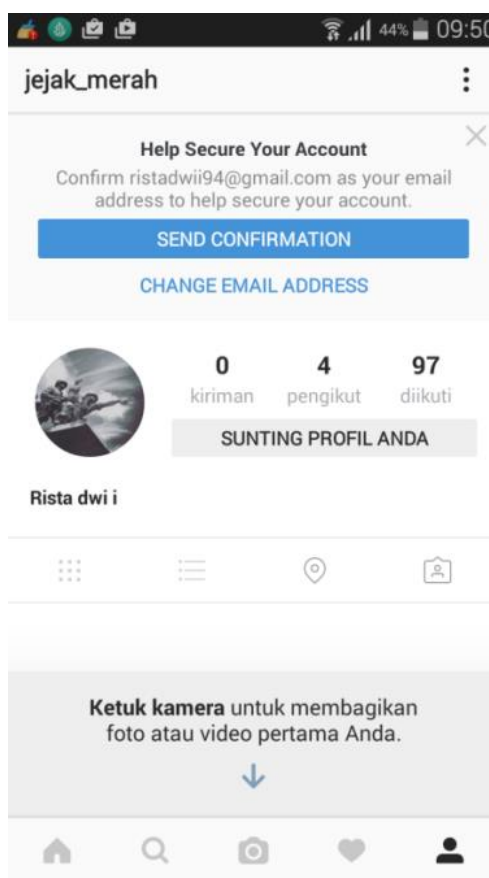 44% 09:50
jejak_merah
Help Secure Your Account
Confirm ristadwii94@gmail.com as your email
address to help secure your account.
SEND CONFIRMATION
CHANGE EMAIL ADDRESS
0 4 97
kiriman pengikut diikuti
SUNTING PROFIL ANDA
Rista dwi i
Ketuk kamera untuk membagikan
foto atau video pertama Anda.